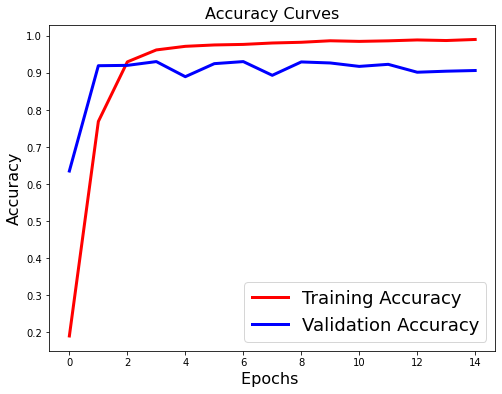 Accuracy Curves
1.0
0.9
0.8
0.7
0.6
0.5
0.4
0.3
0.2
Accuracy
Training Accuracy
Validation Accuracy
0 2 4 6 8 10 12 14
Epochs